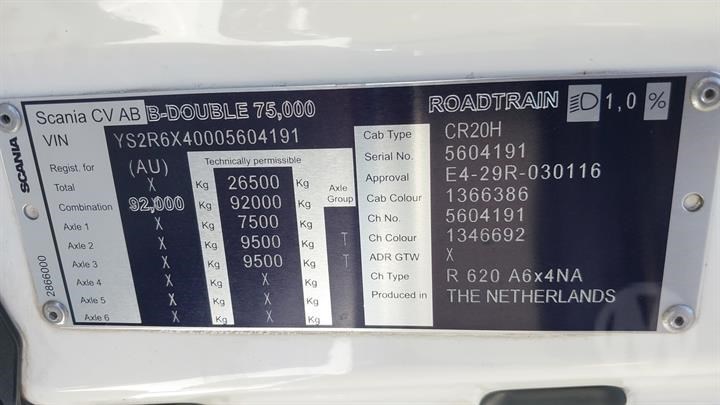 Scania CV AB B-DOUBLE 75,000 ROADTRAIN 1,0 %
VIN YS2R6X40005604191
Regist. for (AU) Technically permissible
Total X Kg 26500 Kg Axle Group
Combination 92,000 Kg 92000 Kg
Axle 1 X Kg 7500 Kg
Axle 2 X Kg 9500 Kg T
Axle 3 X Kg 9500 Kg T
Axle 4 X Kg X Kg
Axle 5 X Kg X Kg
Axle 6 X Kg X Kg
Cab Type CR20H
Serial No. 5604191
Approval E4-29R-030116
Cab Colour 1366386
Ch No. 5604191
Ch Colour 1346692
ADR GTW X
Ch Type R 620 A6x4NA
Produced in THE NETHERLANDS
SCANIA
2866000